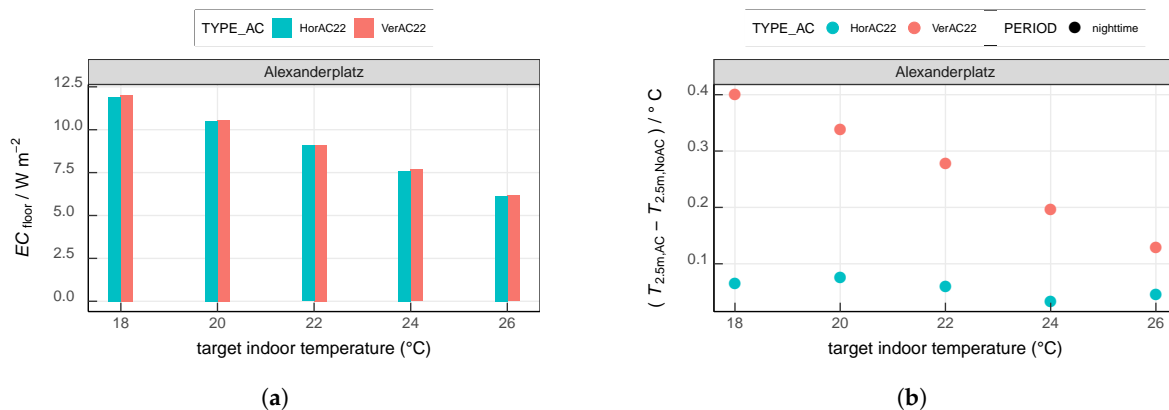 TYPE_AC HorAC22 VerAC22
Alexanderplatz
12.5
10.0
7.5
5.0
2.5
0.0
EC floor / W m−2
18 20 22 24 26
target indoor temperature (°C)
(a)
TYPE_AC HorAC22 VerAC22 PERIOD nighttime
Alexanderplatz
0.4
0.3
0.2
0.1
( T2.5m,AC − T2.5m,NoAC ) / ° C
18 20 22 24 26
target indoor temperature (°C)
(b)